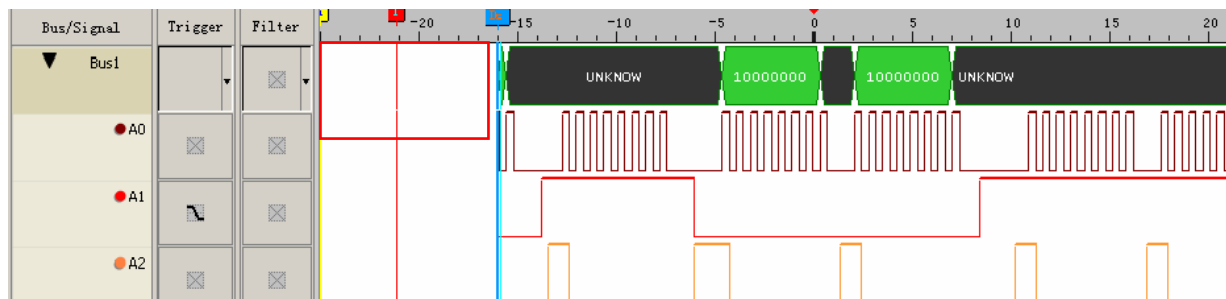 Bus/Signal Trigger Filter -20 -15 -10 -5 0 5 10 15 20
Bus1 UNKNOW 10000000 10000000 UNKNOW
A0
A1
A2